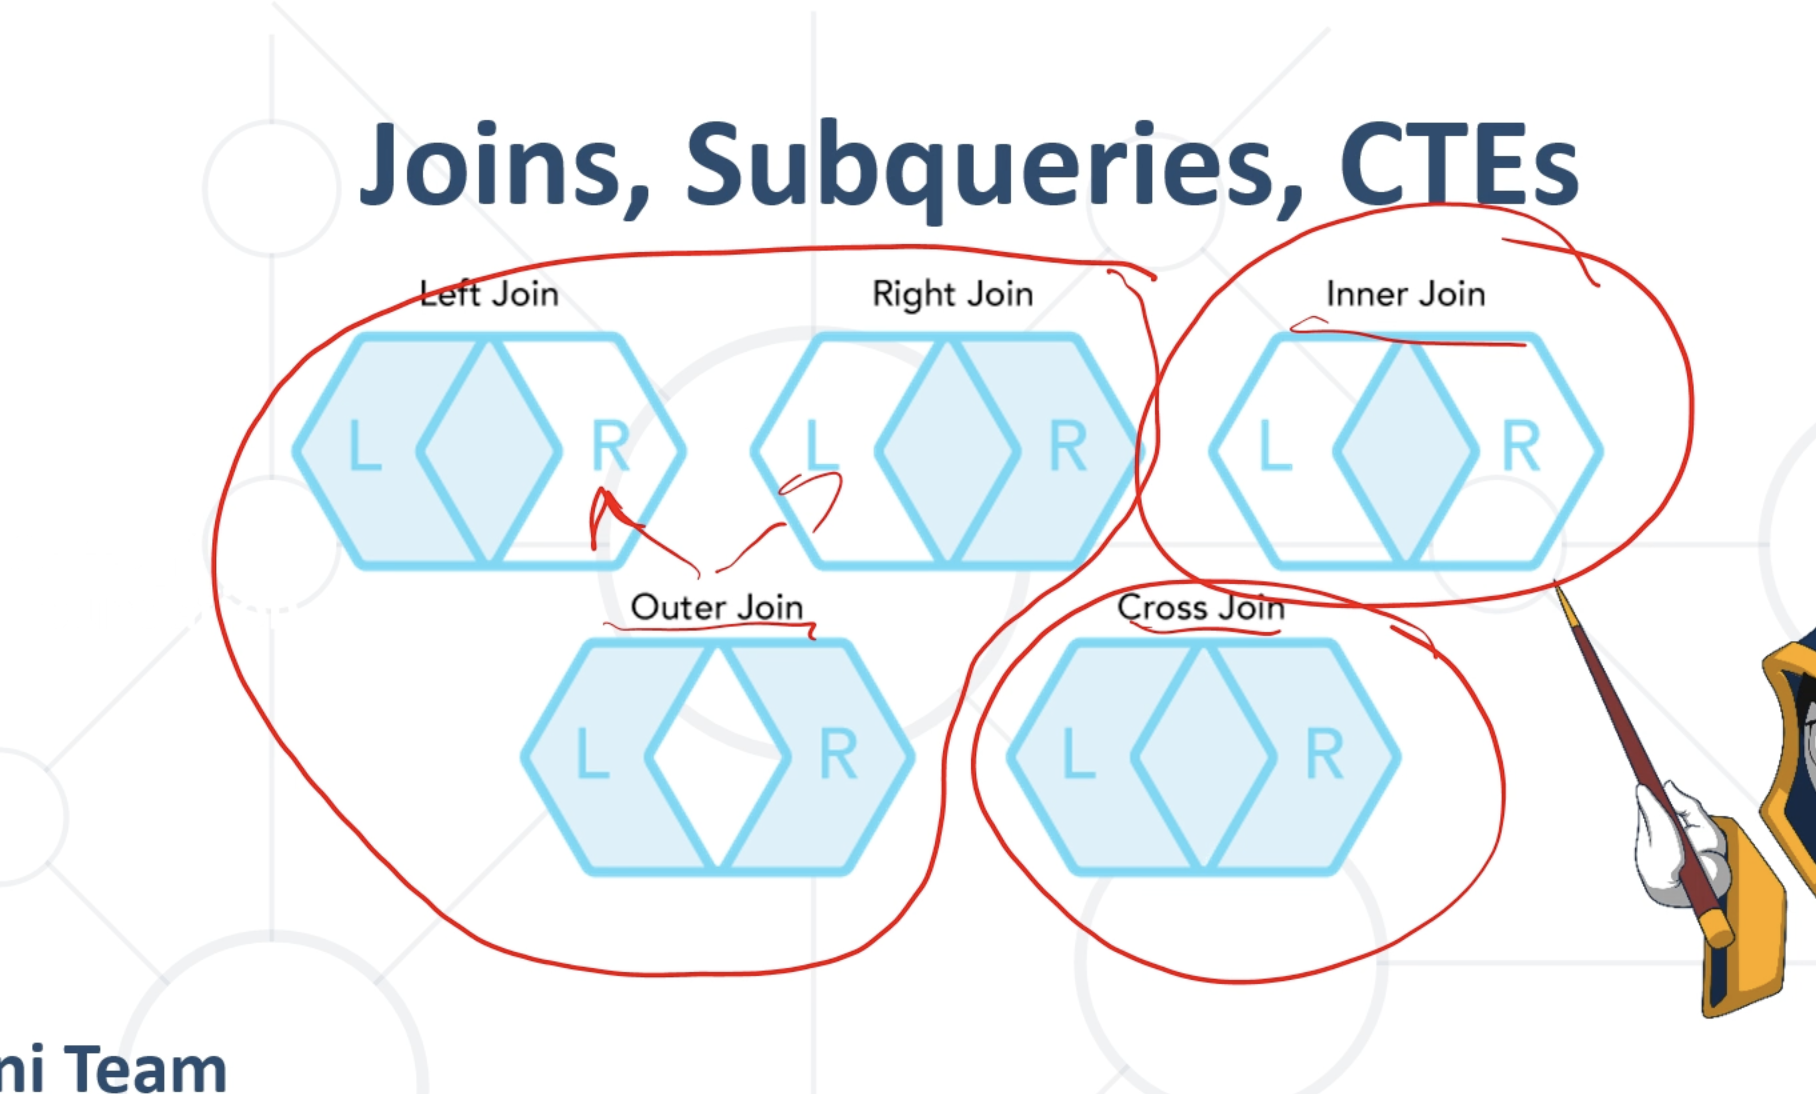 Joins, Subqueries, CTEs
Left Join
Right Join
Inner Join
L
R
L
R
L
R
Outer Join
Cross Join
L
R
L
R
ni Team